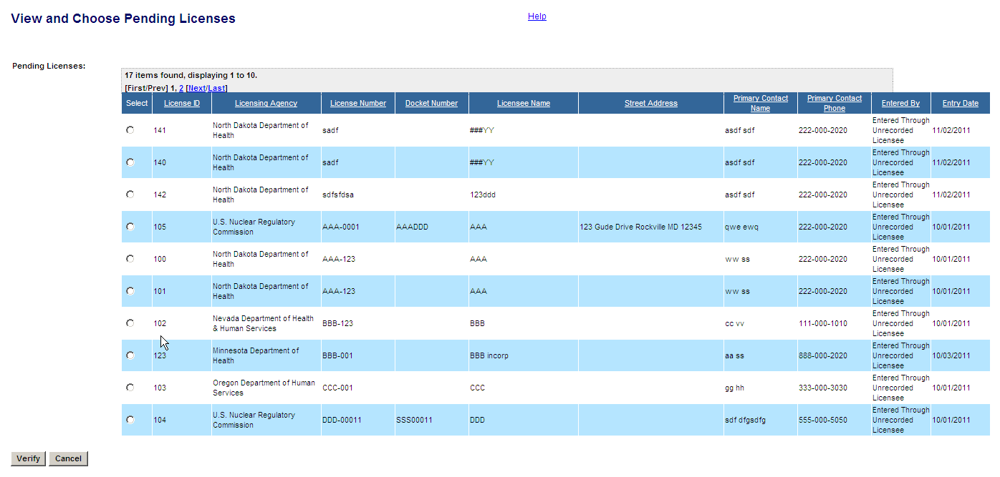 View and Choose Pending Licenses
Help
Pending Licenses:
17 items found, displaying 1 to 10.
[First/Prev] 1, 2 [Next/Last]
Select License ID Licensing Agency License Number Docket Number Licensee Name Street Address Primary Contact Name Primary Contact Phone Entered By Entry Date
141 North Dakota Department of Health sadf ###YY asdf sdf 222-000-2020 Entered Through Unrecorded Licensee 11/02/2011
140 North Dakota Department of Health sadf ###YY asdf sdf 222-000-2020 Entered Through Unrecorded Licensee 11/02/2011
142 North Dakota Department of Health sdfsfdsa 123ddd asdf sdf 222-000-2020 Entered Through Unrecorded Licensee 11/02/2011
105 U.S. Nuclear Regulatory Commission AAA-0001 AAADDD AAA 123 Gude Drive Rockville MD 12345 qwe ewq 222-000-2020 Entered Through Unrecorded Licensee 10/01/2011
100 North Dakota Department of Health AAA-123 AAA ww ss 222-000-2020 Entered Through Unrecorded Licensee 10/01/2011
101 North Dakota Department of Health AAA-123 AAA ww ss 222-000-2020 Entered Through Unrecorded Licensee 10/01/2011
102 Nevada Department of Health & Human Services BBB-123 BBB cc vv 111-000-1010 Entered Through Unrecorded Licensee 10/01/2011
123 Minnesota Department of Health BBB-001 BBB incorp aa ss 888-000-2020 Entered Through Unrecorded Licensee 10/03/2011
103 Oregon Department of Human Services CCC-001 CCC gg hh 333-000-3030 Entered Through Unrecorded Licensee 10/01/2011
104 U.S. Nuclear Regulatory Commission DDD-00011 SSS00011 DDD sdf dfgsdfg 555-000-5050 Entered Through Unrecorded Licensee 10/01/2011
Verify Cancel